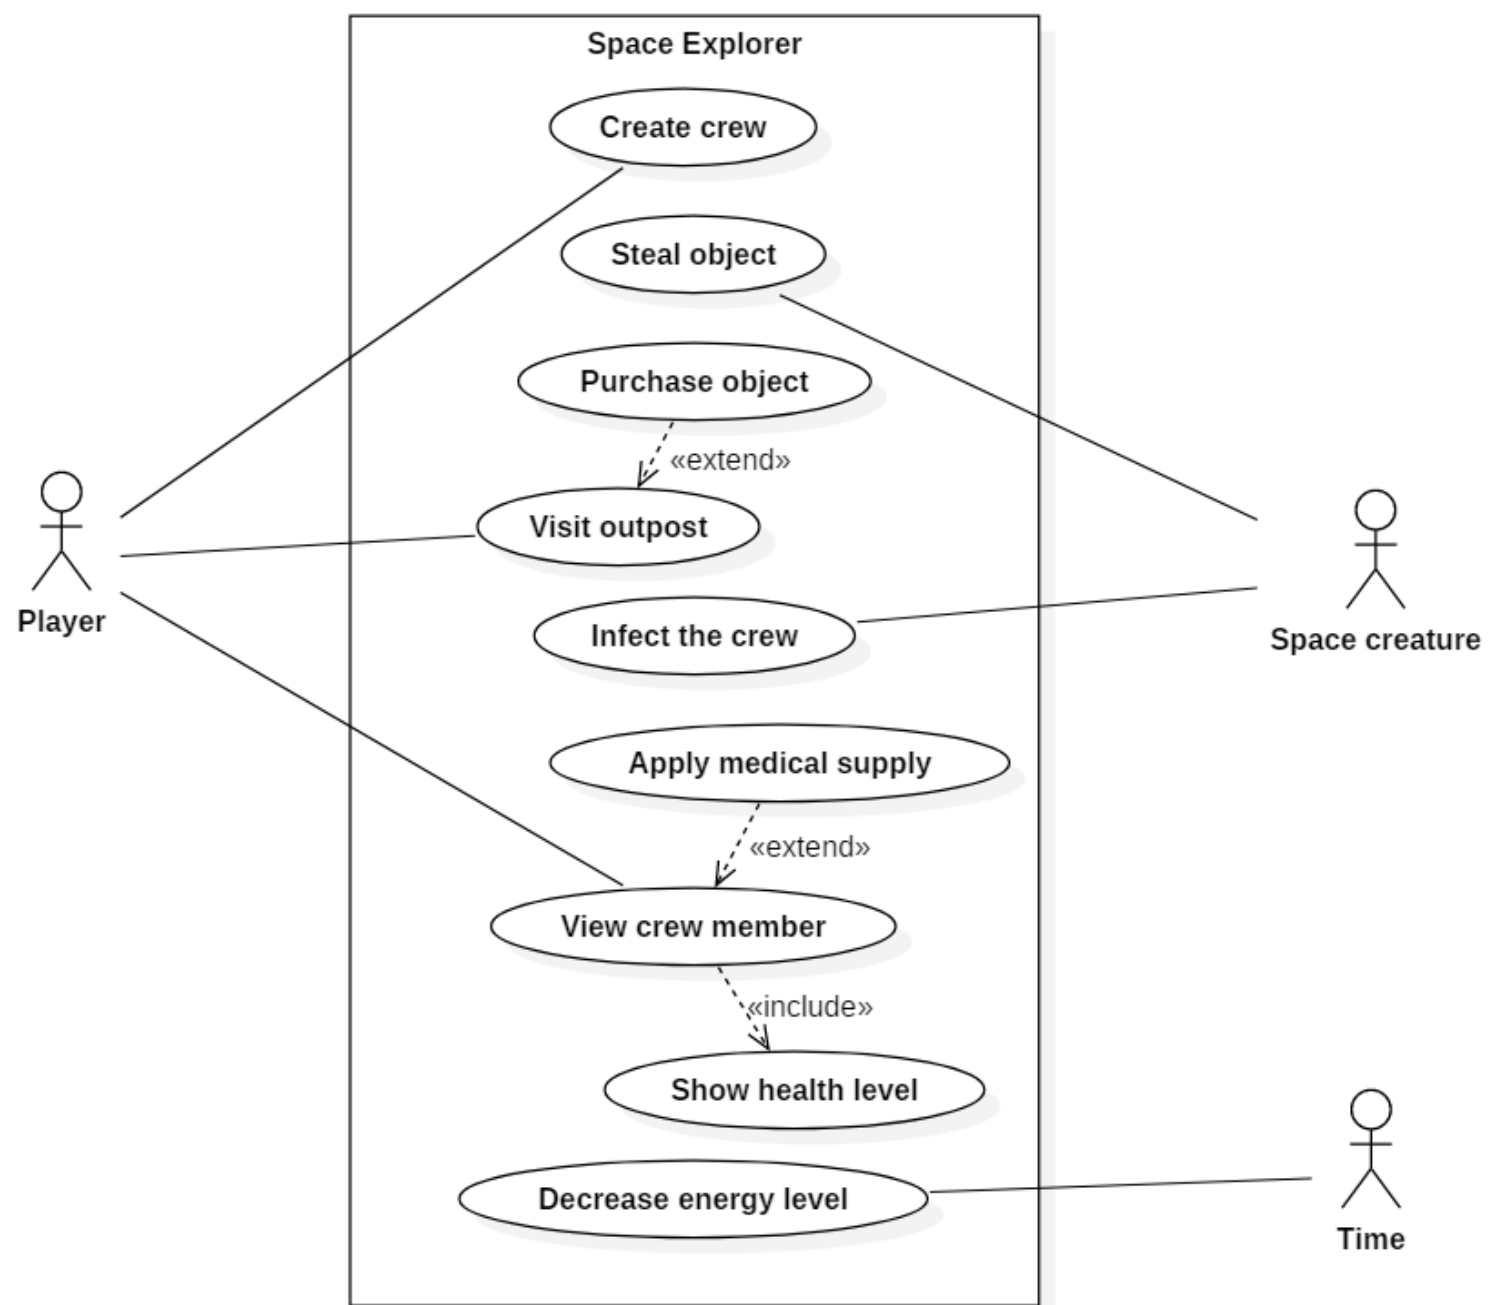 Space Explorer
Create crew
Steal object
Purchase object
«extend»
Visit outpost
Player
Infect the crew
Space creature
Apply medical supply
«extend»
View crew member
«include»
Show health level
Decrease energy level
Time